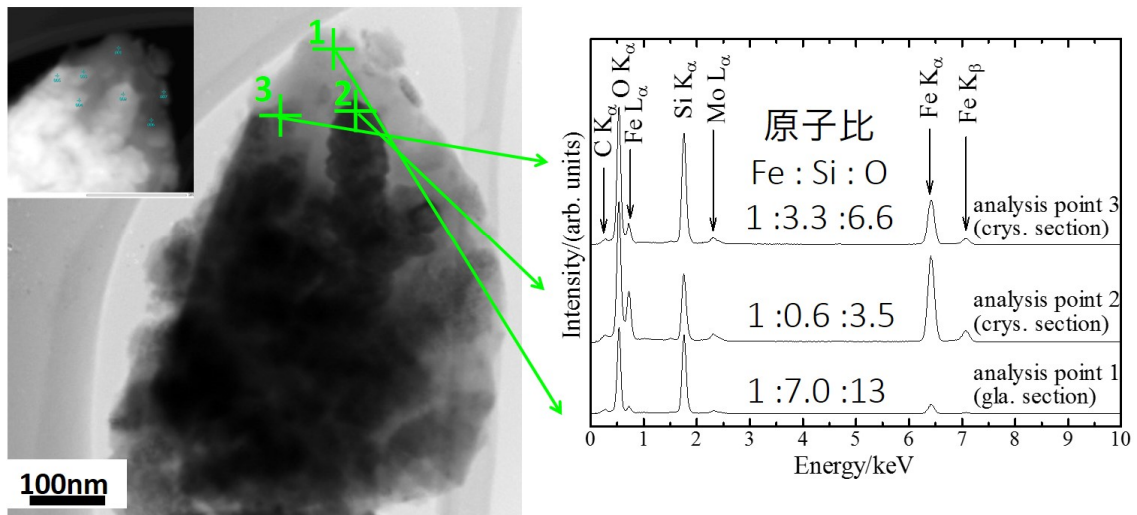 1
3
2
100nm
C Kα
O Kα
Fe Lα
Si Kα
Mo Lα
Fe Kα
Fe Kβ
原子比
Fe : Si : O
1 :3.3 :6.6
analysis point 3
(crys. section)
1 :0.6 :3.5
analysis point 2
(crys. section)
1 :7.0 :13
analysis point 1
(gla. section)
Intensity/(arb. units)
0 1 2 3 4 5 6 7 8 9 10
Energy/keV